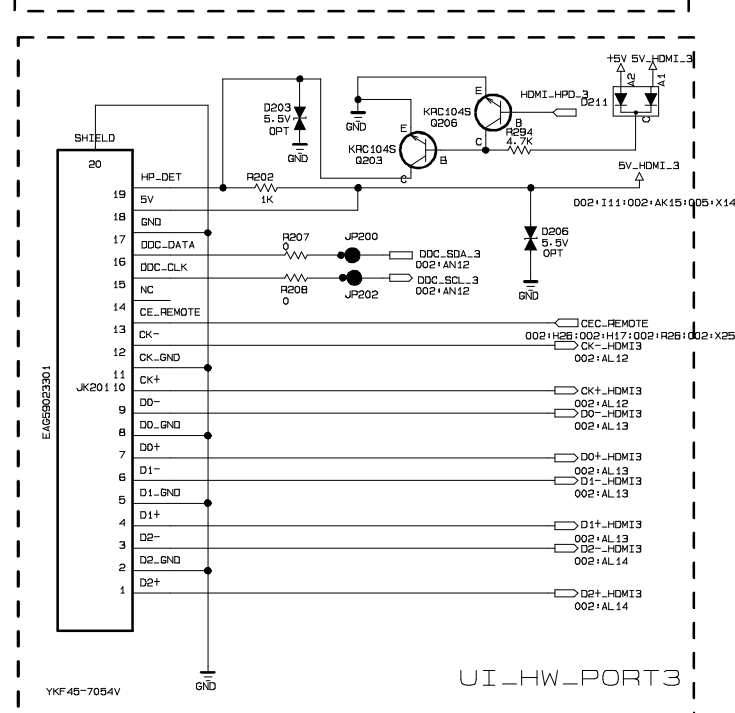 +5V 5V_HDMI_3
A2
A1
D211
C
HDMI_HPD_3
E
KRC104S
Q206
B
C
R294
4.7K
D203
5.5V
OPT
GND
GND
E
KRC104S
Q203
B
C
5V_HDMI_3
002:I11;002:AK15;005:X14
SHIELD
20
HP_DET
19
R202
1K
5V
18
GND
17
DDC_DATA
16
R207
0
JP200
DDC_SDA_3
002:AN12
D206
5.5V
OPT
GND
DDC_CLK
15
R208
0
JP202
DDC_SCL_3
002:AN12
NC
14
CE_REMOTE
13
CEC_REMOTE
002:H26;002:H17;002:R26;002:X25
CK-
12
CK-_HDMI3
002:AL12
CK_GND
11
CK+
10
CK+_HDMI3
002:AL12
D0-
9
D0-_HDMI3
002:AL13
D0_GND
8
D0+
7
D0+_HDMI3
002:AL13
D1-
6
D1-_HDMI3
002:AL13
D1_GND
5
D1+
4
D1+_HDMI3
002:AL13
D2-
3
D2-_HDMI3
002:AL14
D2_GND
2
D2+
1
D2+_HDMI3
002:AL14
JK201
EAG59023301
GND
YKF45-7054V
UI_HW_PORT3